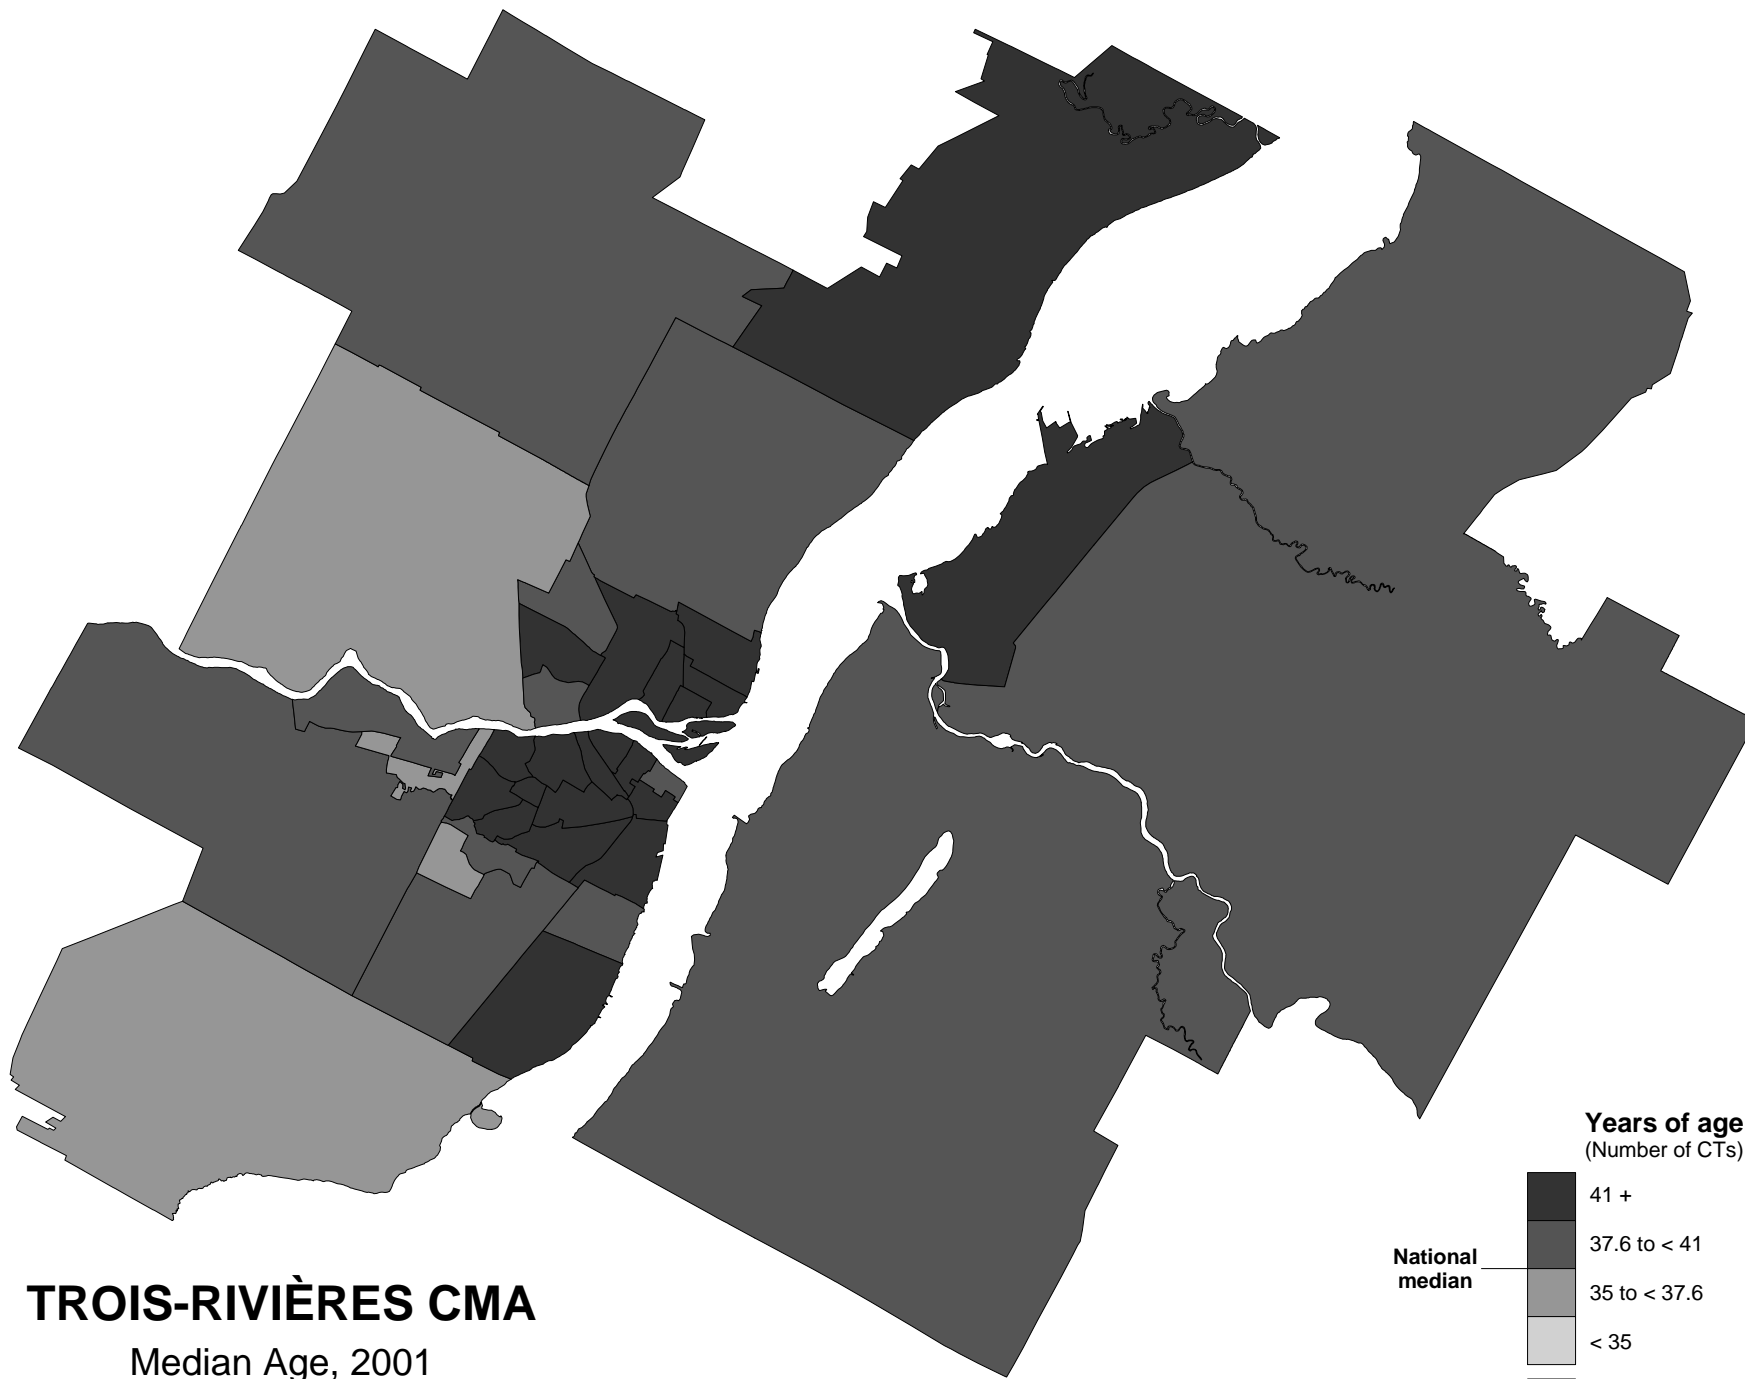 Years of age
(Number of CTs)
41 +
37.6 to < 41
National
median
35 to < 37.6
< 35
TROIS-RIVIÈRES CMA
Median Age, 2001